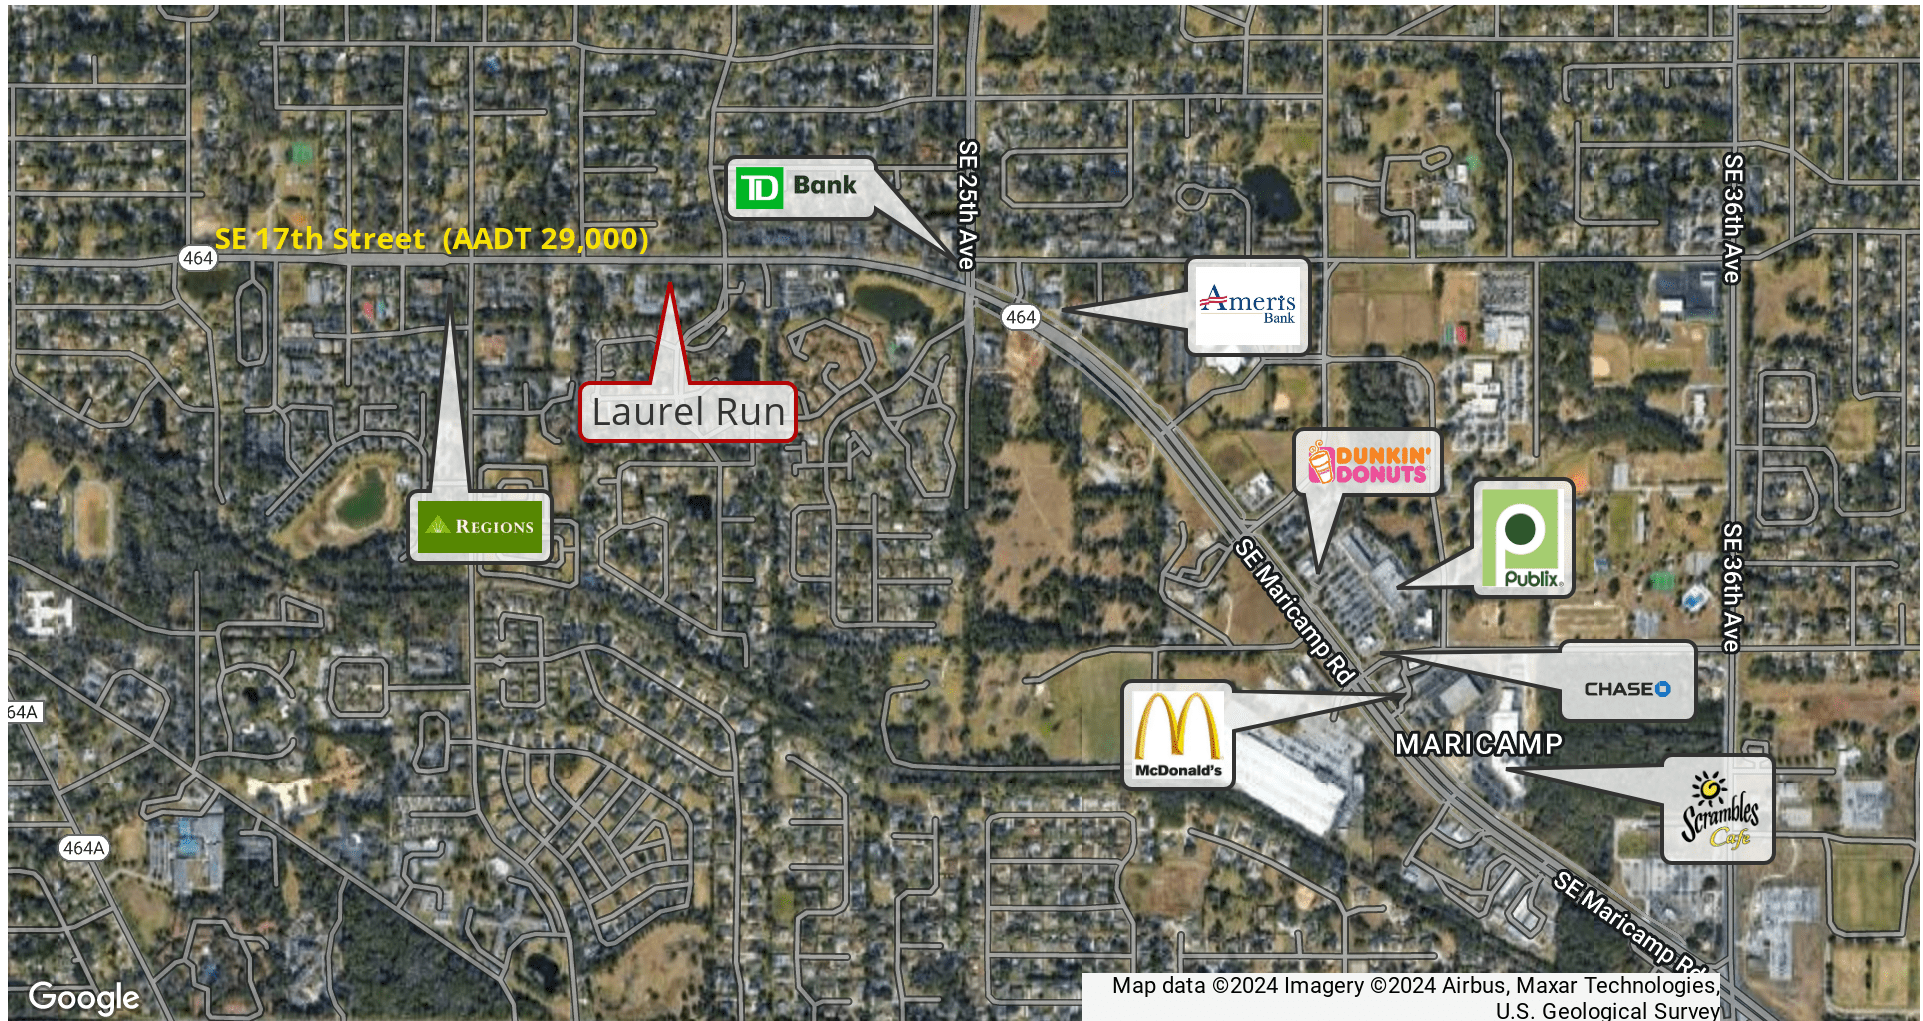 SE 25th Ave
SE 36th Ave
TD Bank
SE 17th Street (AADT 29,000)
464
Ameris
Bank
464
Laurel Run
DUNKIN'
DONUTS
REGIONS
Publix
SE Maricamp Rd
SE 36th Ave
CHASE
64A
McDonald's
MARICAMP
Scrambles
Cafe
464A
SE Maricamp Rd
Google
Map data ©2024 Imagery ©2024 Airbus, Maxar Technologies,
U.S. Geological Survey